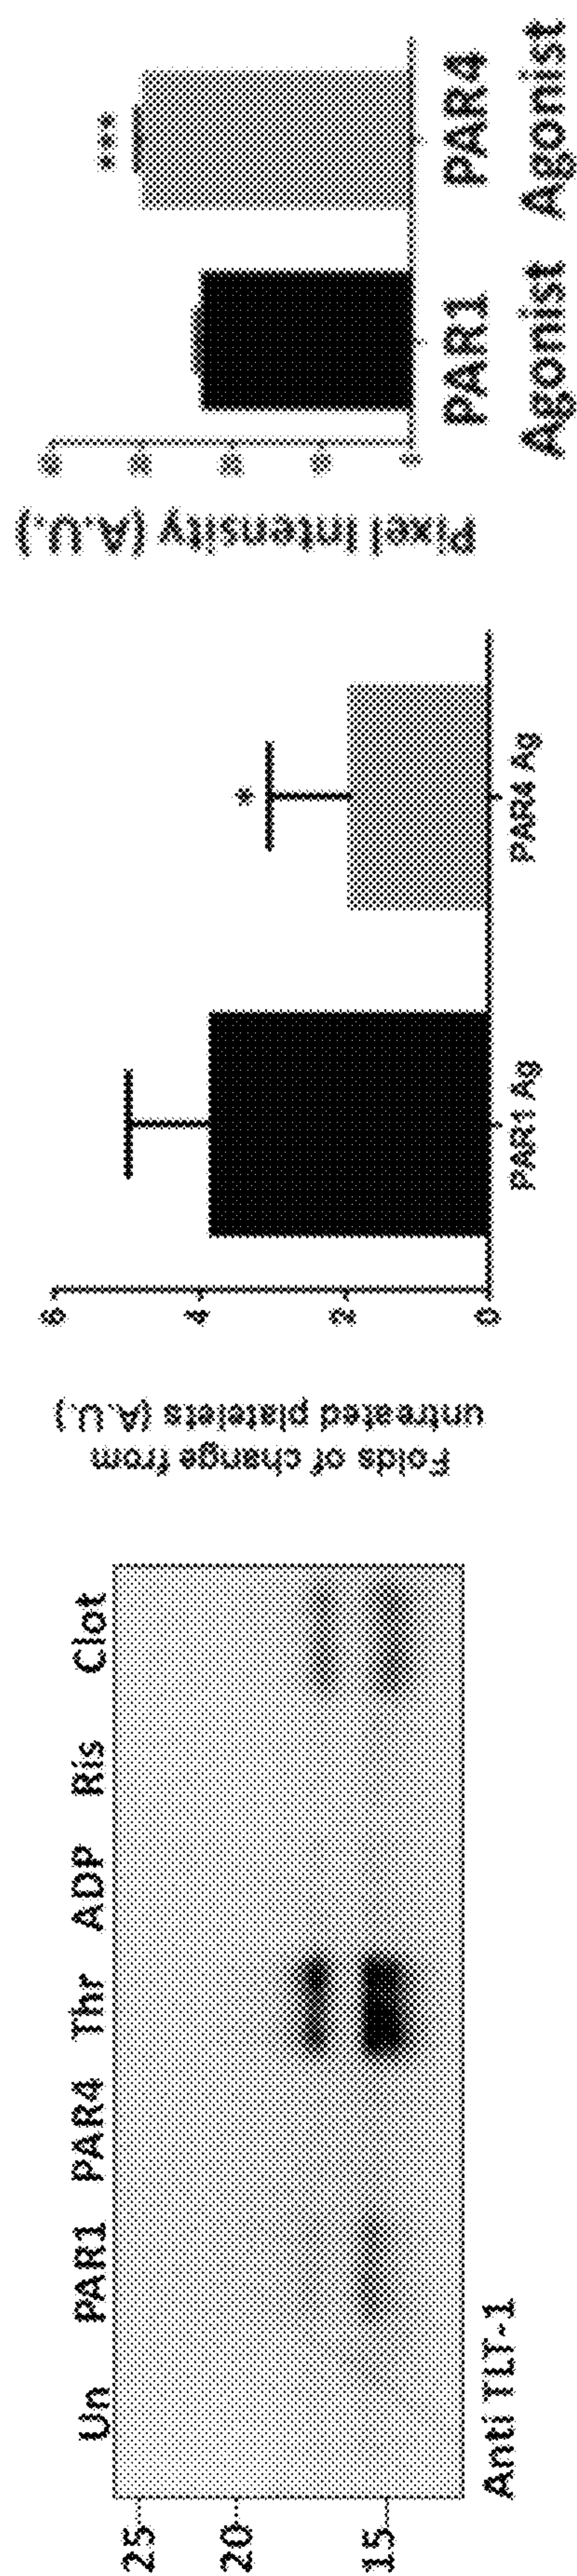 Un PAR1 PAR4 Thr ADP Ris Clot
25
20
15
Anti TLT-1
Folds of change from
untreated platelets (A.U.)
6
4
2
0
*
PAR1 Ag
PAR4 Ag
Pixel Intensity (A.U.)
***
PAR1
Agonist
PAR4
Agonist